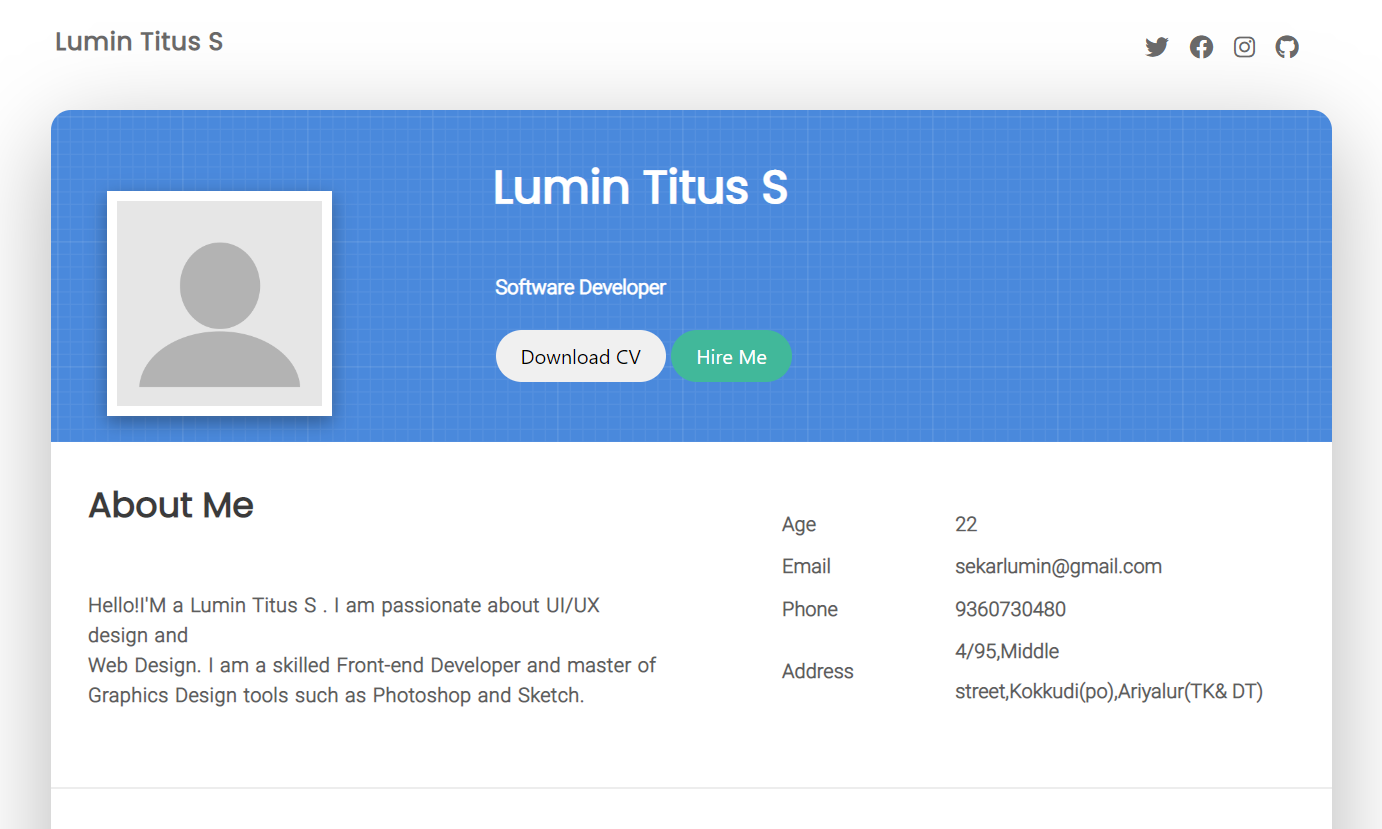 Lumin Titus S
Lumin Titus S
Software Developer
Download CV
Hire Me
About Me
Hello!I'M a Lumin Titus S . I am passionate about UI/UX
design and
Web Design. I am a skilled Front-end Developer and master of
Graphics Design tools such as Photoshop and Sketch.
Age 22
Email sekarlumin@gmail.com
Phone 9360730480
Address 4/95,Middle
street,Kokkudi(po),Ariyalur(TK& DT)